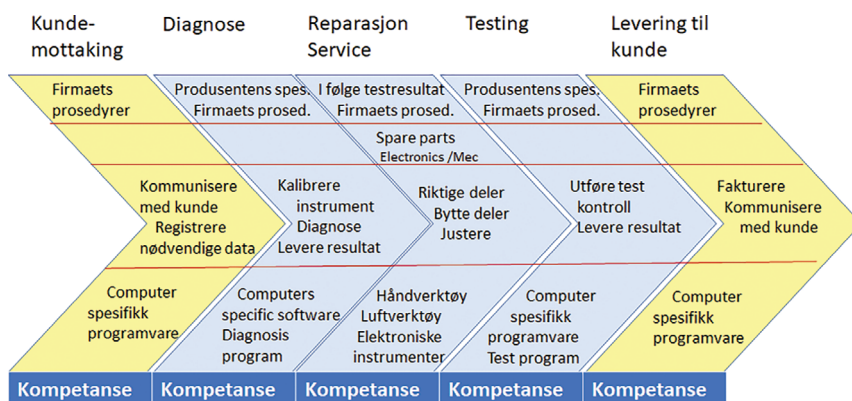 Kunde-
mottaking
Diagnose
Reparasjon
Service
Testing
Levering til
kunde
Firmaets
prosedyrer
Produsentens spes.
Firmaets prosed.
I følge testresultat
Firmaets prosed.
Produsentens spes.
Firmaets prosed.
Firmaets
prosedyrer
Spare parts
Electronics /Mec
Kommunisere
med kunde
Registrere
nødvendige data
Kalibrere
instrument
Diagnose
Levere resultat
Riktige deler
Bytte deler
Justere
Utføre test
kontroll
Levere resultat
Fakturere
Kommunisere
med kunde
Computer
spesifikk
programvare
Computers
specific software
Diagnosis
program
Håndverktøy
Luftverktøy
Elektroniske
instrumenter
Computer
spesifikk
programvare
Test program
Computer
spesifikk
programvare
Kompetanse
Kompetanse
Kompetanse
Kompetanse
Kompetanse